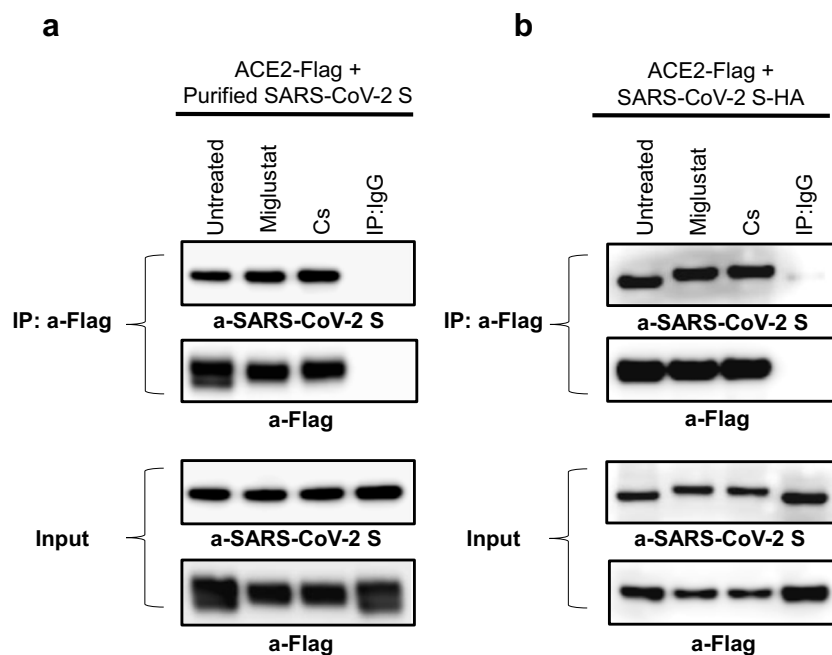 a
ACE2-Flag +
Purified SARS-CoV-2 S
Untreated
Miglustat
Cs
IP:IgG
IP: a-Flag
a-SARS-CoV-2 S
a-Flag
Input
a-SARS-CoV-2 S
a-Flag
b
ACE2-Flag +
SARS-CoV-2 S-HA
Untreated
Miglustat
Cs
IP:IgG
IP: a-Flag
a-SARS-CoV-2 S
a-Flag
Input
a-SARS-CoV-2 S
a-Flag